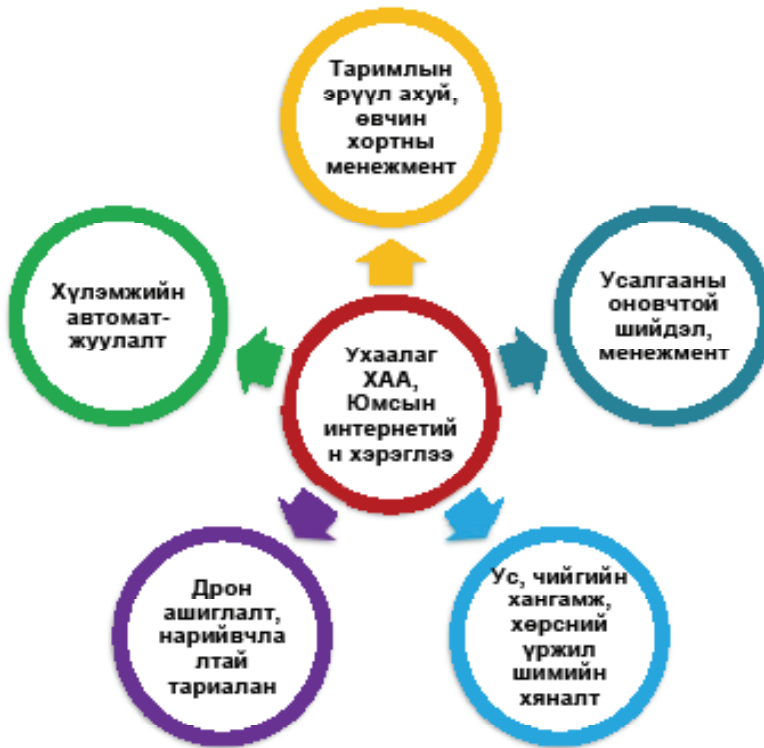 Таримлын
эрүүл ахуй,
өвчин
хортны
менежмент
Хүлэмжийн
автомат-
жуулалт
Усалгааны
оновчтой
шийдэл,
менежмент
Ухаалаг
ХАА,
Юмсын
интернетий
н хэрэглээ
Дрон
ашиглалт,
нарийвчла
лтай
тариалан
Ус, чийгийн
хангамж,
хөрсний
үржил
шимийн
хяналт